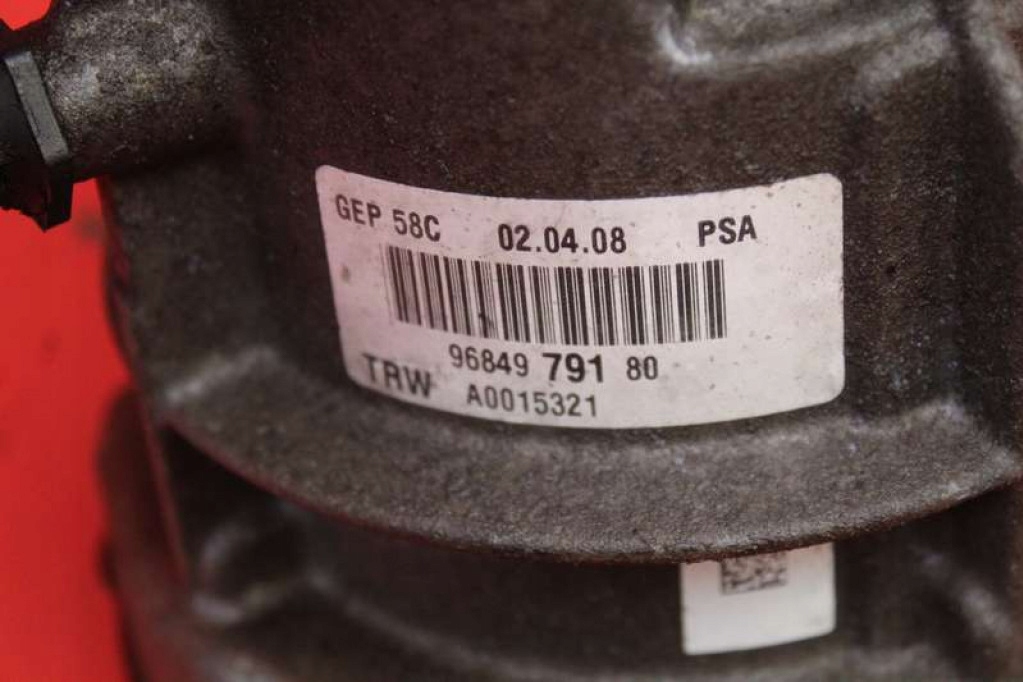 GEP 58C 02.04.08 PSA
96849 791 80
TRW A0015321